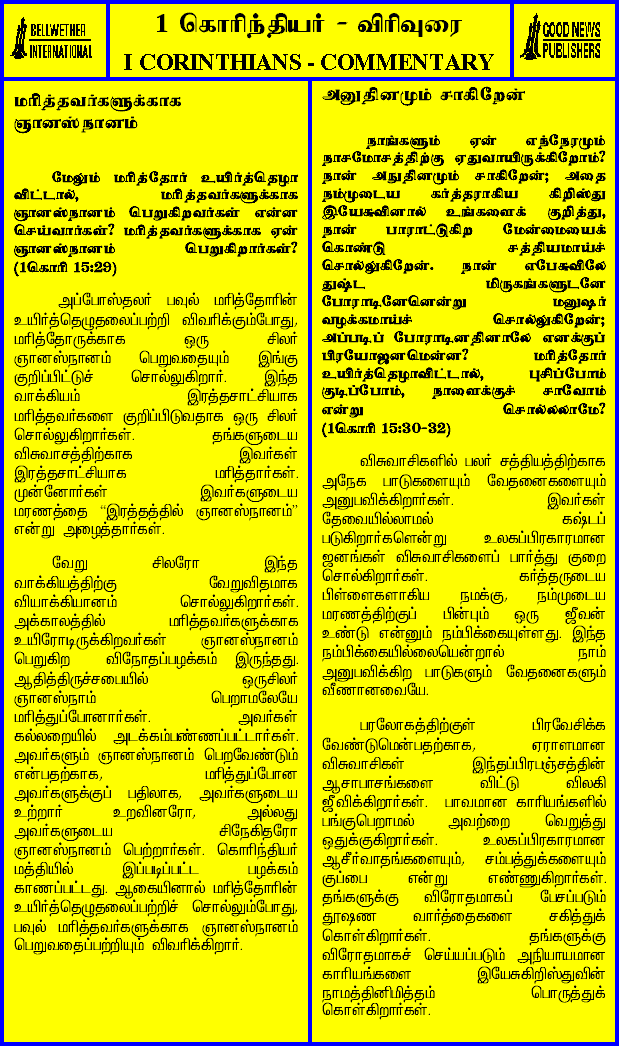 BELLWETHER
INTERNATIONAL
1 கொரிந்தியர் - விரிவுரை
I CORINTHIANS - COMMENTARY
GOOD NEWS
PUBLISHERS
மரித்தவர்களுக்காக
ஞானஸ்நானம்
மேலும் மரித்தோர் உயிர்த்தெழா
விட்டால், மரித்தவர்களுக்காக
ஞானஸ்நானம் பெறுகிறவர்கள் என்ன
செய்வார்கள்? மரித்தவர்களுக்காக ஏன்
ஞானஸ்நானம் பெறுகிறார்கள்?
(1கொரி 15:29)
அப்போஸ்தலர் பவுல் மரித்தோரின்
உயிர்த்தெழுதலைப்பற்றி விவரிக்கும்போது,
மரித்தோருக்காக ஒரு சிலர்
ஞானஸ்நானம் பெறுவதையும் இங்கு
குறிப்பிட்டுச் சொல்லுகிறார். இந்த
வாக்கியம் இரத்தசாட்சியாக
மரித்தவர்களை குறிப்பிடுவதாக ஒரு சிலர்
சொல்லுகிறார்கள். தங்களுடைய
விசுவாசத்திற்காக இவர்கள்
இரத்தசாட்சியாக மரித்தார்கள்.
முன்னோர்கள் இவர்களுடைய
மரணத்தை “இரத்தத்தில் ஞானஸ்நானம்”
என்று அழைத்தார்கள்.
வேறு சிலரோ இந்த
வாக்கியத்திற்கு வேறுவிதமாக
வியாக்கியானம் சொல்லுகிறார்கள்.
அக்காலத்தில் மரித்தவர்களுக்காக
உயிரோடிருக்கிறவர்கள் ஞானஸ்நானம்
பெறுகிற விநோதப்பழக்கம் இருந்தது.
ஆதித்திருச்சபையில் ஒருசிலர்
ஞானஸ்நாம் பெறாமலேயே
மரித்துப்போனார்கள். அவர்கள்
கல்லறையில் அடக்கம்பண்ணப்பட்டார்கள்.
அவர்களும் ஞானஸ்நானம் பெறவேண்டும்
என்பதற்காக, மரித்துப்போன
அவர்களுக்குப் பதிலாக, அவர்களுடைய
உற்றார் உறவினரோ, அல்லது
அவர்களுடைய சிநேகிதரோ
ஞானஸ்நானம் பெற்றார்கள். கொரிந்தியர்
மத்தியில் இப்படிப்பட்ட பழக்கம்
காணப்பட்டது. ஆகையினால் மரித்தோரின்
உயிர்த்தெழுதலைப்பற்றிச் சொல்லும்போது,
பவுல் மரித்தவர்களுக்காக ஞானஸ்நானம்
பெறுவதைப்பற்றியும் விவரிக்கிறார்.
அனுதினமும் சாகிறேன்
நாங்களும் ஏன் எந்நேரமும்
நாசமோசத்திற்கு ஏதுவாயிருக்கிறோம்?
நான் அநுதினமும் சாகிறேன்; அதை
நம்முடைய கர்த்தராகிய கிறிஸ்து
இயேசுவினால் உங்களைக் குறித்து,
நான் பாராட்டுகிற மேன்மையைக்
கொண்டு சத்தியமாய்ச்
சொல்லுகிறேன். நான் எபேசுவிலே
துஷ்ட மிருகங்களுடனே
போராடினேனென்று மனுஷர்
வழக்கமாய்ச் சொல்லுகிறேன்;
அப்படிப் போராடினதினாலே எனக்குப்
பிரயோஜனமென்ன? மரித்தோர்
உயிர்த்தெழாவிட்டால், புசிப்போம்
குடிப்போம், நாளைக்குச் சாவோம்
என்று சொல்லலாமே?
(1கொரி 15:30-32)
விசுவாசிகளில் பலர் சத்தியத்திற்காக
அநேக பாடுகளையும் வேதனைகளையும்
அனுபவிக்கிறார்கள். இவர்கள்
தேவையில்லாமல் கஷ்டப்
படுகிறார்களென்று உலகப்பிரகாரமான
ஜனங்கள் விசுவாசிகளைப் பார்த்து குறை
சொல்கிறார்கள். கர்த்தருடைய
பிள்ளைகளாகிய நமக்கு, நம்முடைய
மரணத்திற்குப் பின்பும் ஒரு ஜீவன்
உண்டு என்னும் நம்பிக்கையுள்ளது. இந்த
நம்பிக்கையில்லையென்றால் நாம்
அனுபவிக்கிற பாடுகளும் வேதனைகளும்
வீணானவையே.
பரலோகத்திற்குள் பிரவேசிக்க
வேண்டுமென்பதற்காக, ஏராளமான
விசுவாசிகள் இந்தப்பிரபஞ்சத்தின்
ஆசாபாசங்களை விட்டு விலகி
ஜீவிக்கிறார்கள். பாவமான காரியங்களில்
பங்குபெறாமல் அவற்றை வெறுத்து
ஒதுக்குகிறார்கள். உலகப்பிரகாரமான
ஆசீர்வாதங்களையும், சம்பத்துக்களையும்
குப்பை என்று எண்ணுகிறார்கள்.
தங்களுக்கு விரோதமாகப் பேசப்படும்
தூஷண வார்த்தைகளை சகித்துக்
கொள்கிறார்கள். தங்களுக்கு
விரோதமாகச் செய்யப்படும் அநியாயமான
காரியங்களை இயேசுகிறிஸ்துவின்
நாமத்தினிமித்தம் பொருத்துக்
கொள்கிறார்கள்.